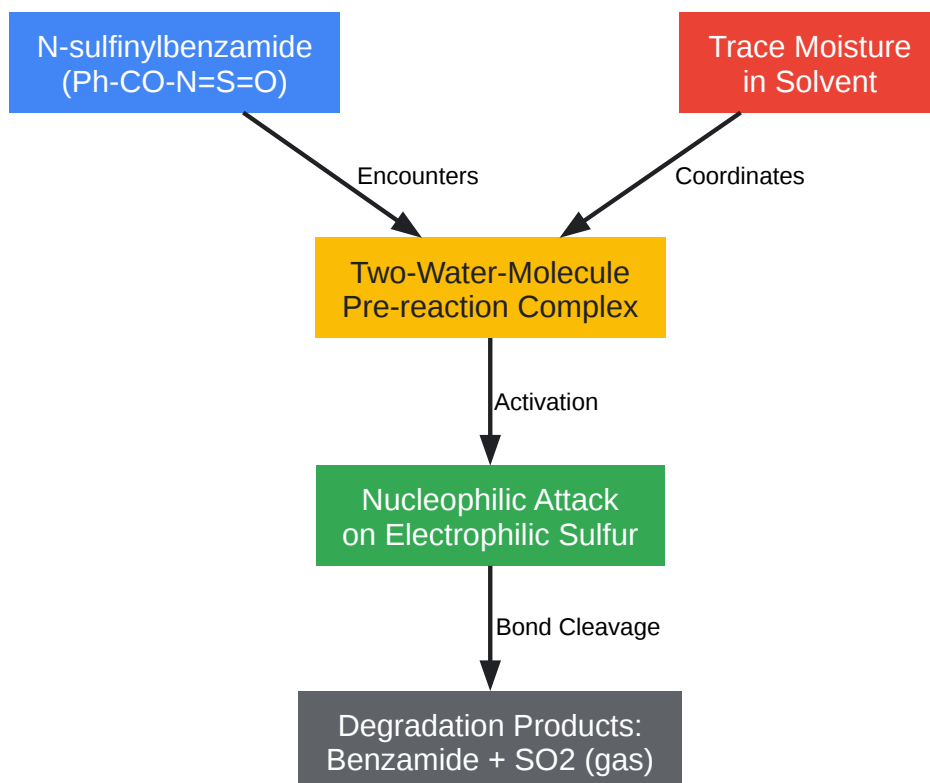 N-sulfinylbenzamide
(Ph-CO-N=S=O)
Trace Moisture
in Solvent
Encounters
Coordinates
Two-Water-Molecule
Pre-reaction Complex
Activation
Nucleophilic Attack
on Electrophilic Sulfur
Bond Cleavage
Degradation Products:
Benzamide + SO2 (gas)